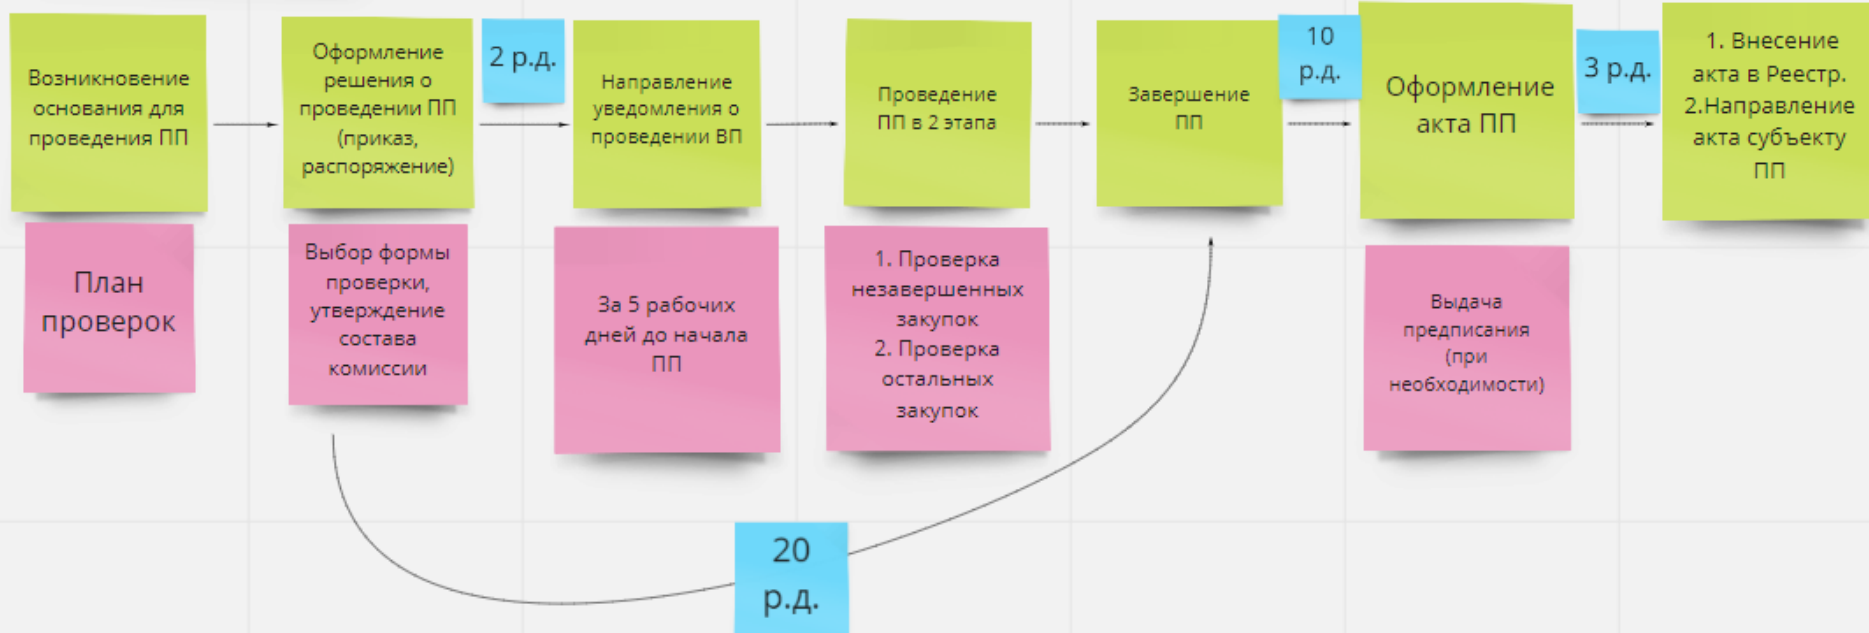 Возникновение
основания для
проведения ПП
План
проверок
Оформление
решения о
проведении ПП
(приказ,
распоряжение)
Выбор формы
проверки,
утверждение
состава
комиссии
2 р.д.
Направление
уведомления о
проведении ВП
За 5 рабочих
дней до начала
ПП
Проведение
ПП в 2 этапа
1. Проверка
незавершенных
закупок
2. Проверка
остальных
закупок
20
р.д.
Завершение
ПП
10
р.д.
Оформление
акта ПП
Выдача
предписания
(при
необходимости)
3 р.д.
1. Внесение
акта в Реестр.
2.Направление
акта субъекту
ПП